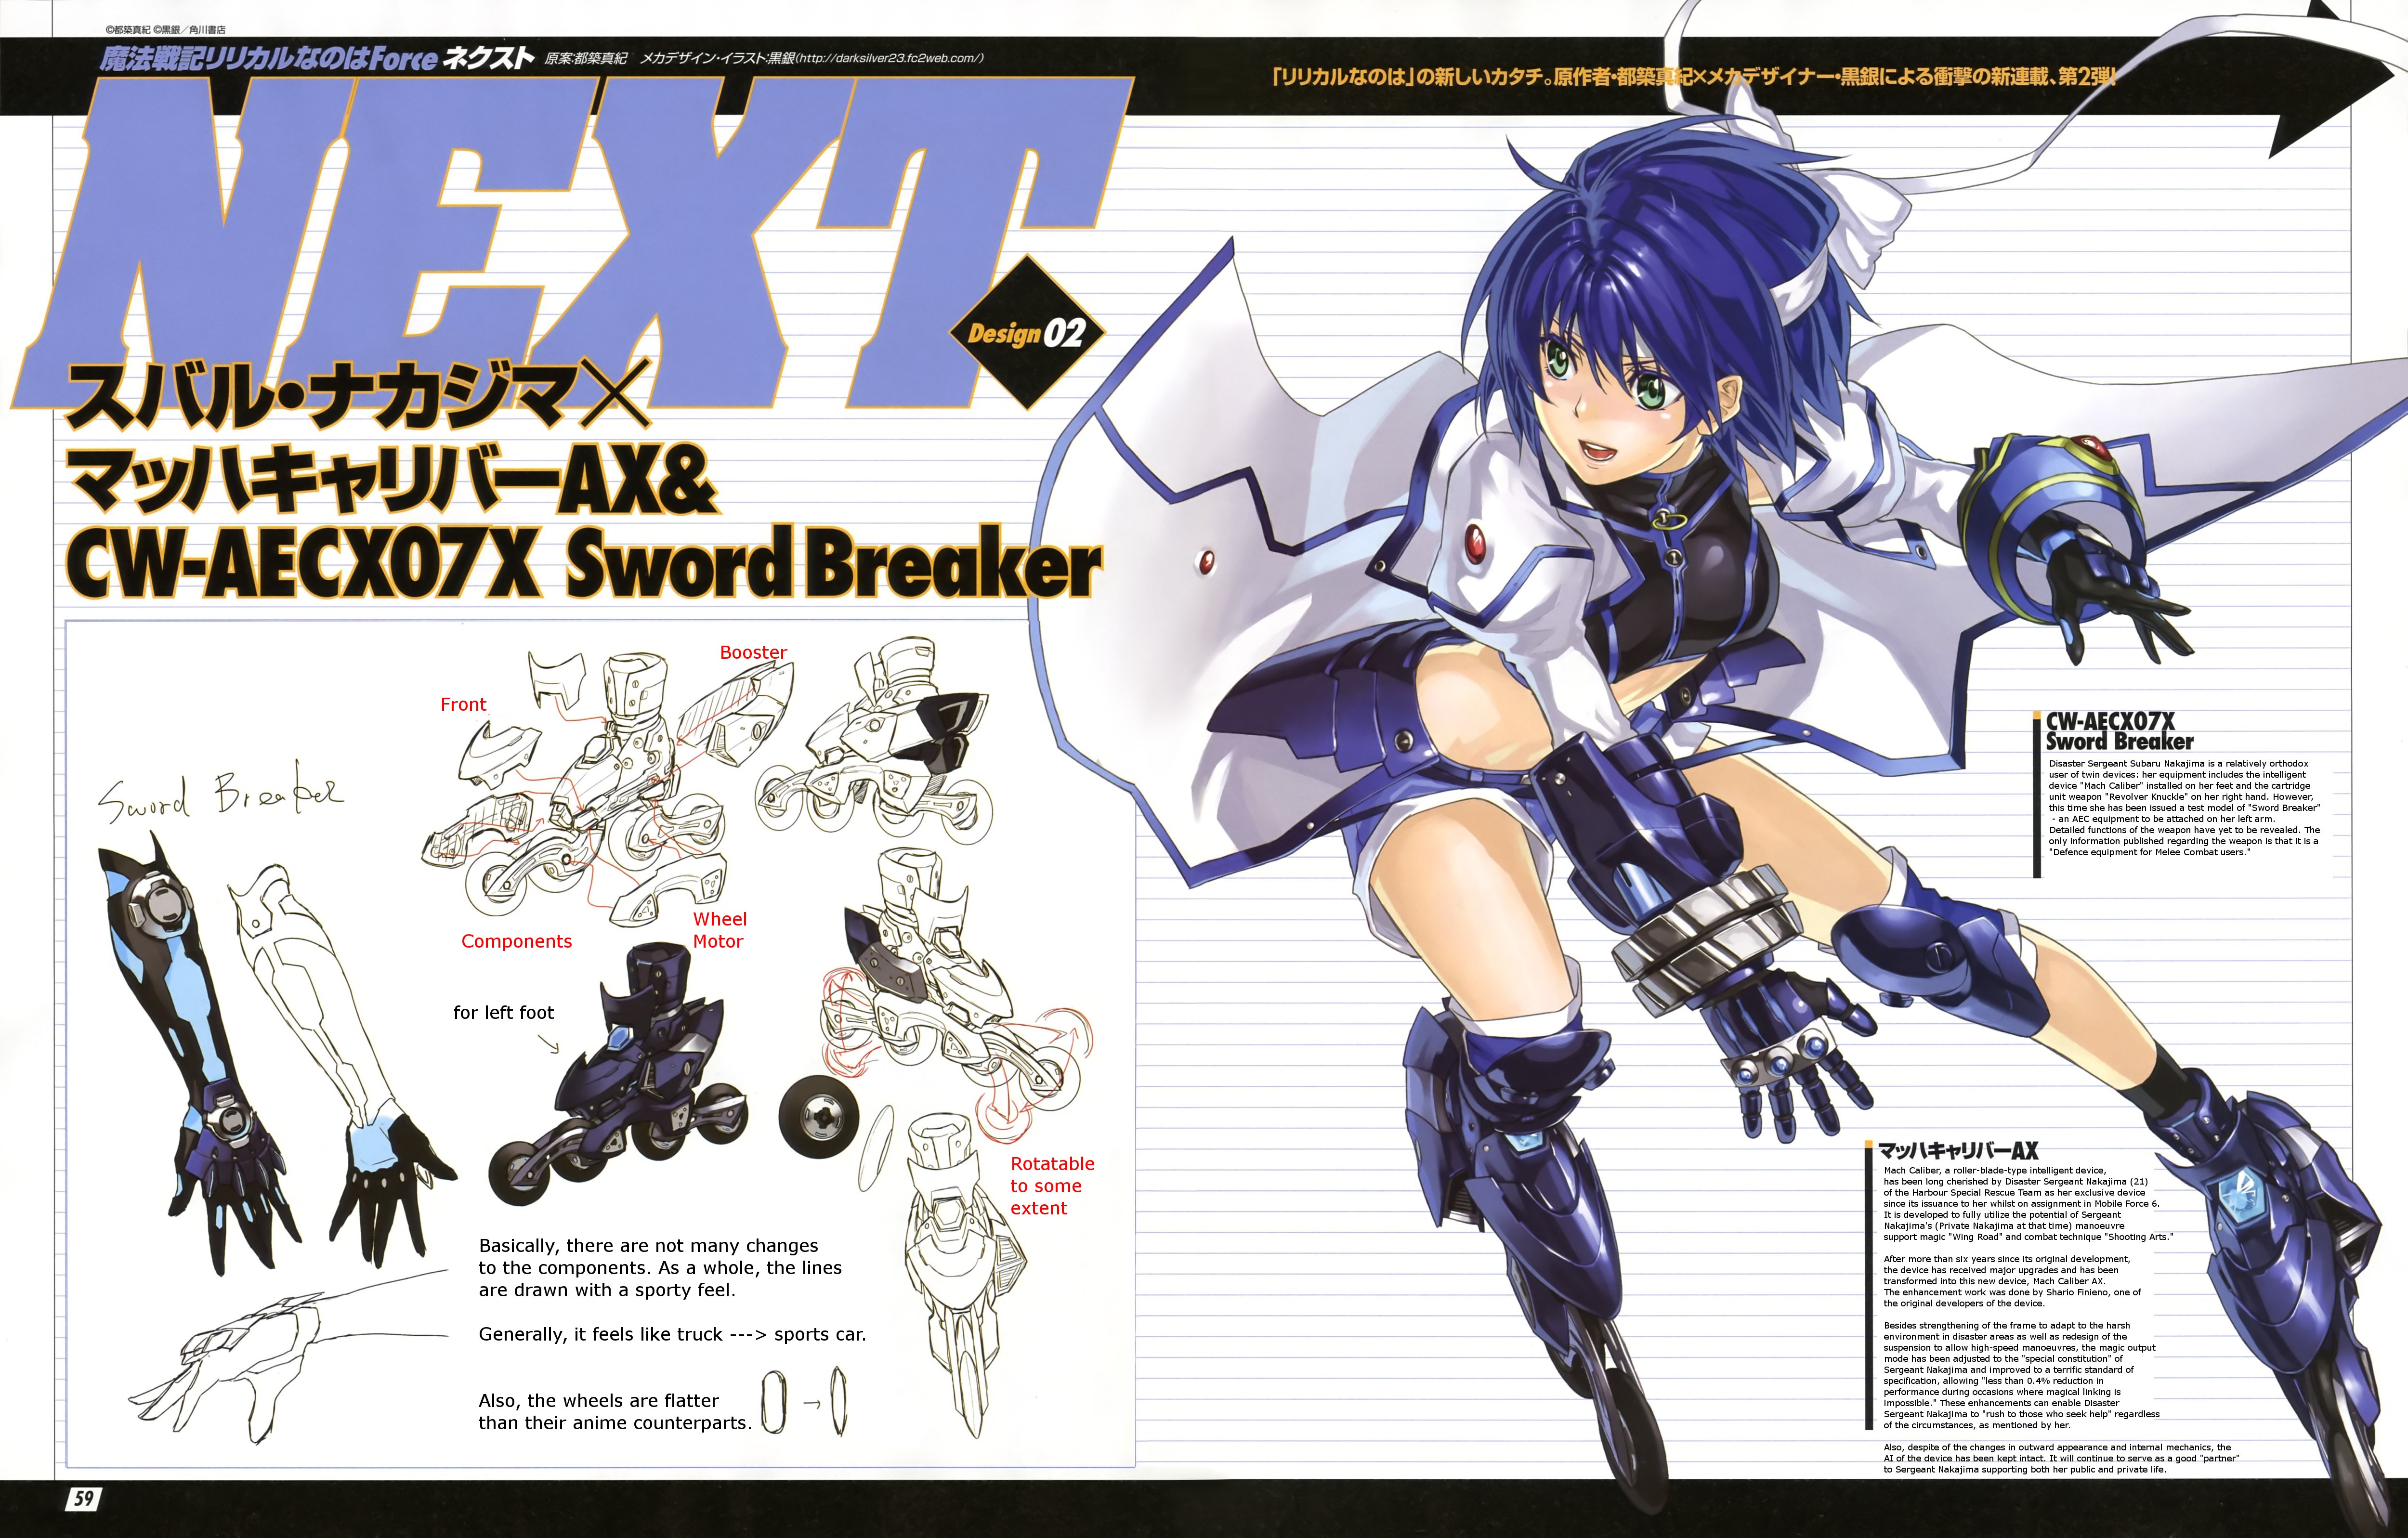 ©都築真紀 ©黒銀／角川書店
魔法戦記リリカルなのはForce ネクスト 原案:都築真紀 メカデザイン・イラスト:黒銀(http://darksilver23.fc2web.com/)
「リリカルなのは」の新しいカタチ。原作者・都築真紀×メカデザイナー・黒銀による衝撃の新連載、第2弾!
NEXT
Design 02
スバル・ナカジマ×
マッハキャリバーAX&
CW-AECX07X Sword Breaker
Sword Breaker
Front
Booster
Components
Wheel
Motor
for left foot
Rotatable
to some
extent
Basically, there are not many changes
to the components. As a whole, the lines
are drawn with a sporty feel.
Generally, it feels like truck ---> sports car.
Also, the wheels are flatter
than their anime counterparts.
CW-AECX07X
Sword Breaker
Disaster Sergeant Subaru Nakajima is a relatively orthodox
user of twin devices: her equipment includes the intelligent
device "Mach Caliber" installed on her feet and the cartridge
unit weapon "Revolver Knuckle" on her right hand. However,
this time she has been issued a test model of "Sword Breaker"
- an AEC equipment to be attached on her left arm.
Detailed functions of the weapon have yet to be revealed. The
only information published regarding the weapon is that it is a
"Defence equipment for Melee Combat users."
マッハキャリバーAX
Mach Caliber, a roller-blade-type intelligent device,
has been long cherished by Disaster Sergeant Nakajima (21)
of the Harbour Special Rescue Team as her exclusive device
since its issuance to her whilst on assignment in Mobile Force 6.
It is developed to fully utilize the potential of Sergeant
Nakajima's (Private Nakajima at that time) manoeuvre
support magic "Wing Road" and combat technique "Shooting Arts."
After more than six years since its original development,
the device has received major upgrades and has been
transformed into this new device, Mach Caliber AX.
The enhancement work was done by Shario Finieno, one of
the original developers of the device.
Besides strengthening of the frame to adapt to the harsh
environment in disaster areas as well as redesign of the
suspension to allow high-speed manoeuvres, the magic output
mode has been adjusted to the "special constitution" of
Sergeant Nakajima and improved to a terrific standard of
specification, allowing "less than 0.4% reduction in
performance during occasions where magical linking is
impossible." These enhancements can enable Disaster
Sergeant Nakajima to "rush to those who seek help" regardless
of the circumstances, as mentioned by her.
Also, despite of the changes in outward appearance and internal mechanics, the
AI of the device has been kept intact. It will continue to serve as a good "partner"
to Sergeant Nakajima supporting both her public and private life.
59